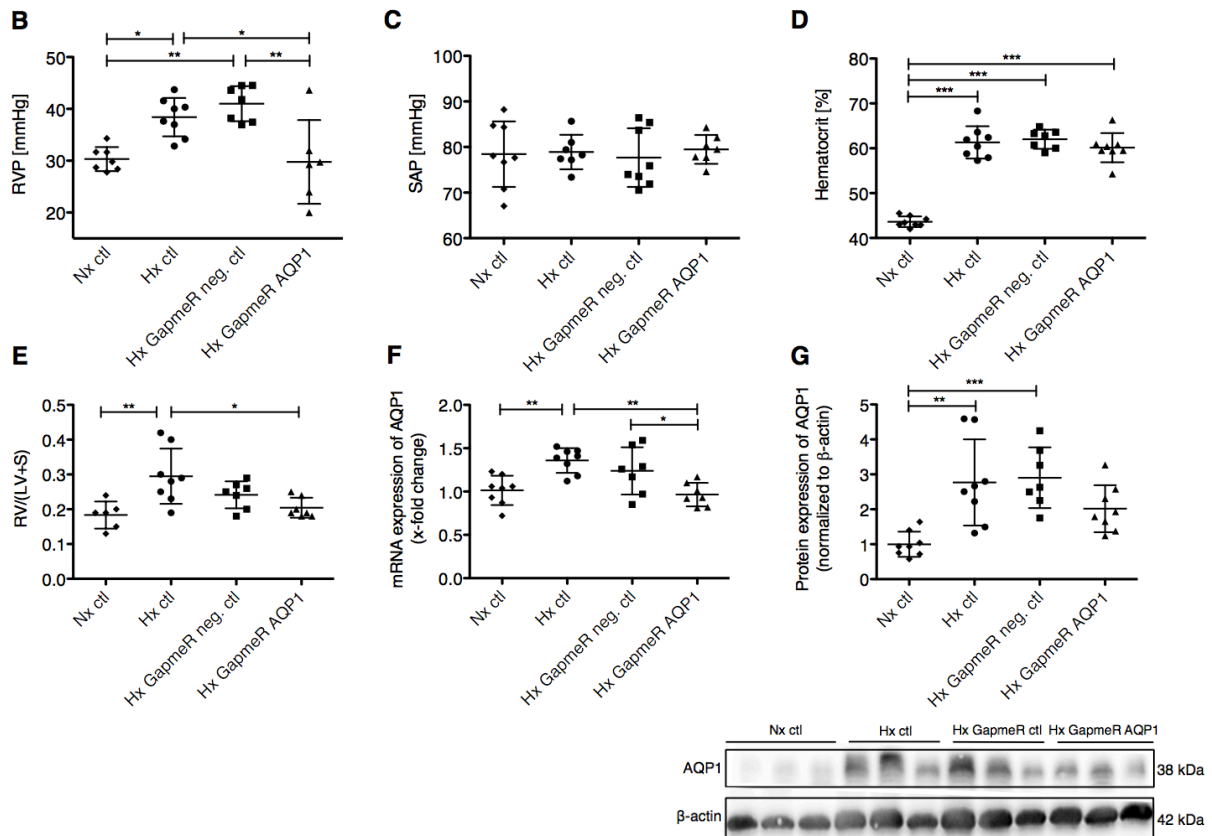 B
RVP [mmHg]
50
40
30
20
*
*
**
**
Nx ctl
Hx ctl
Hx GapmeR neg. ctl
Hx GapmeR AQP1
C
SAP [mmHg]
100
90
80
70
60
Nx ctl
Hx ctl
Hx GapmeR neg. ctl
Hx GapmeR AQP1
D
Hematocrit [%]
80
70
60
50
40
***
***
***
Nx ctl
Hx ctl
Hx GapmeR neg. ctl
Hx GapmeR AQP1
E
RV/(LV+S)
0.5
0.4
0.3
0.2
0.1
0.0
**
*
Nx ctl
Hx ctl
Hx GapmeR neg. ctl
Hx GapmeR AQP1
F
mRNA expression of AQP1
(x-fold change)
2.0
1.5
1.0
0.5
0.0
**
**
*
Nx ctl
Hx ctl
Hx GapmeR neg. ctl
Hx GapmeR AQP1
G
Protein expression of AQP1
(normalized to β-actin)
5
4
3
2
1
0
***
**
Nx ctl
Hx ctl
Hx GapmeR neg. ctl
Hx GapmeR AQP1
Nx ctl Hx ctl Hx GapmeR ctl Hx GapmeR AQP1
AQP1 38 kDa
β-actin 42 kDa